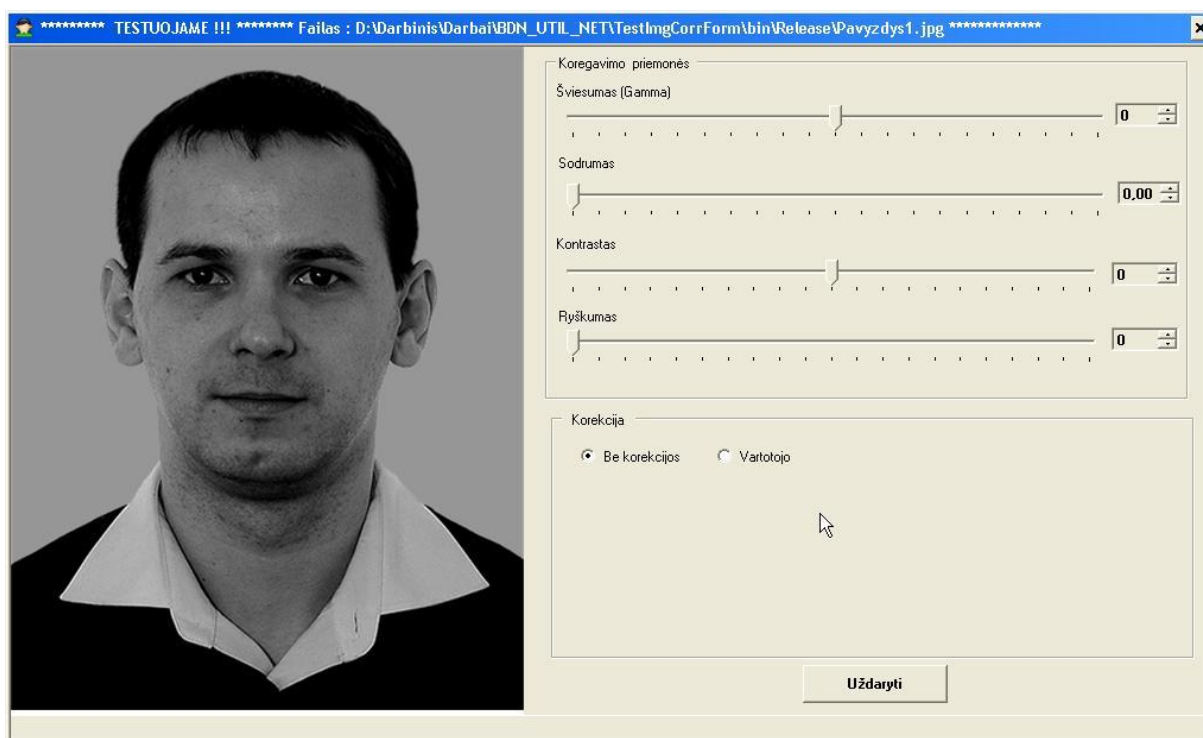 ********* TESTUOJAME !!! ******** Failas : D:\Darbinis\Darbai\BDN_UTIL_NET\TestImgCorrForm\bin\Release\Pavyzdys1.jpg *************
Koregavimo priemonės
Šviesumas (Gamma)
0
Sodrumas
0,00
Kontrastas
0
Ryškumas
0
Korekcija
Be korekcijos Vartotojo
Uždaryti